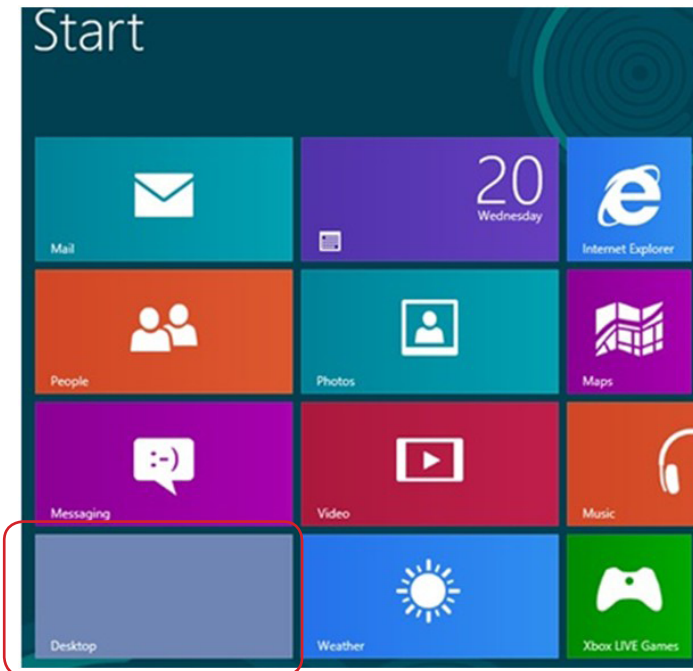 Start
Mail
20
Wednesday
Internet Explorer
People
Photos
Maps
:-)
Messaging
Video
Music
Desktop
Weather
Xbox LIVE Games